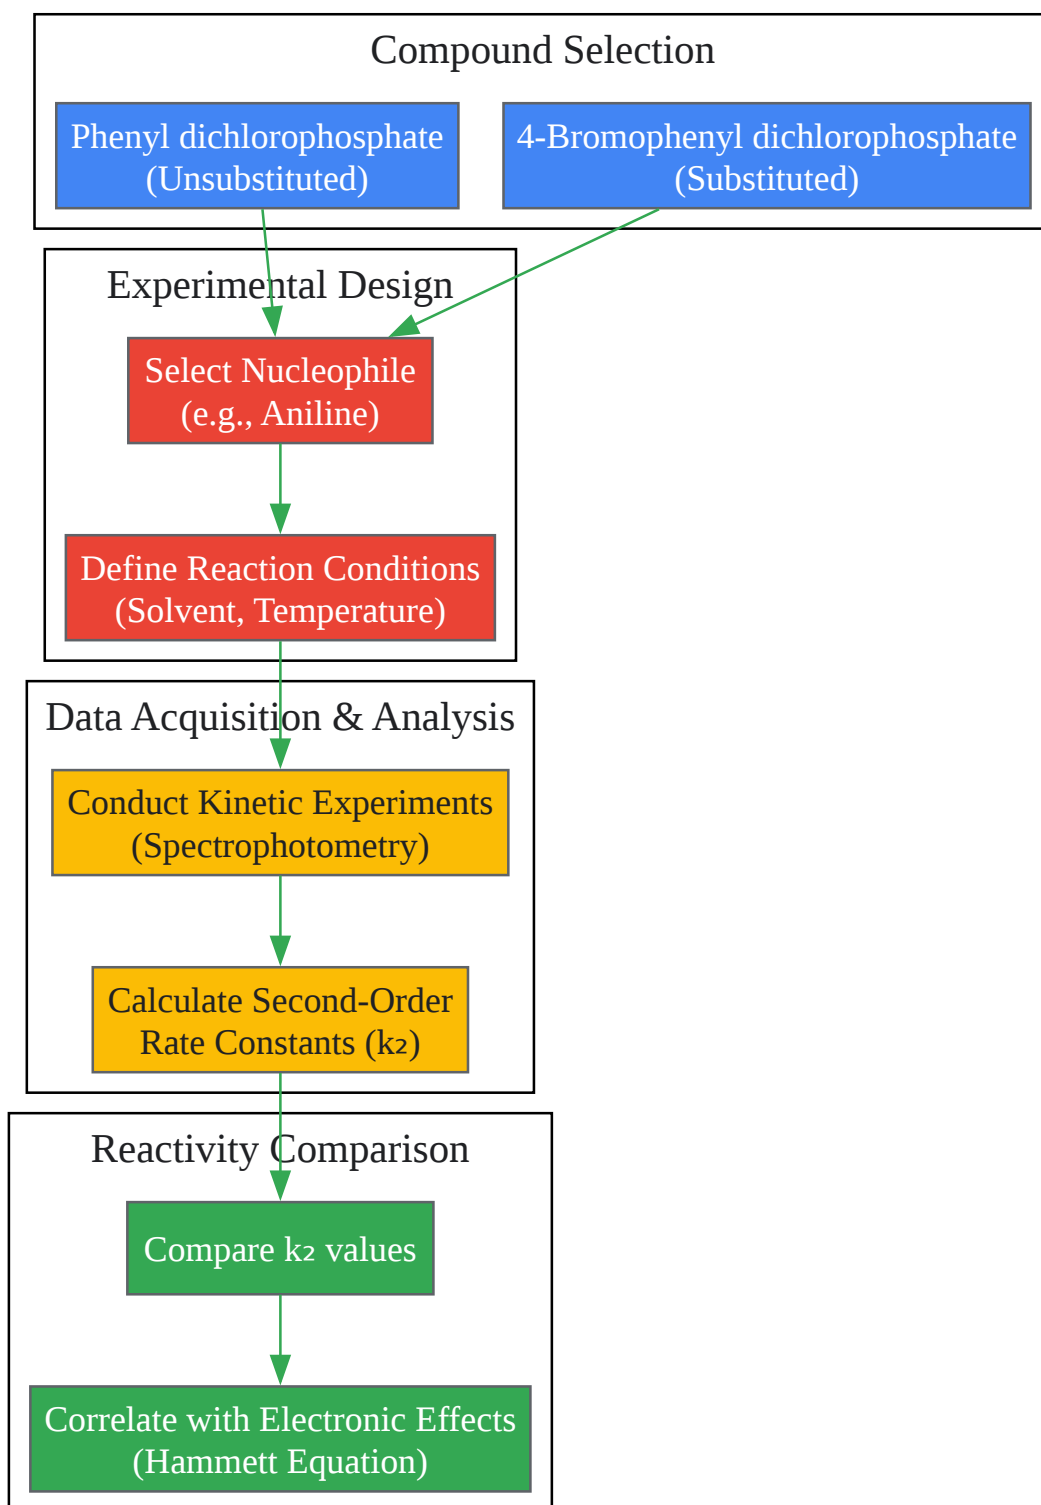 Compound Selection
Phenyl dichlorophosphate
(Unsubstituted)
4-Bromophenyl dichlorophosphate
(Substituted)
Experimental Design
Select Nucleophile
(e.g., Aniline)
Define Reaction Conditions
(Solvent, Temperature)
Data Acquisition & Analysis
Conduct Kinetic Experiments
(Spectrophotometry)
Calculate Second-Order
Rate Constants (k₂)
Reactivity Comparison
Compare k₂ values
Correlate with Electronic Effects
(Hammett Equation)